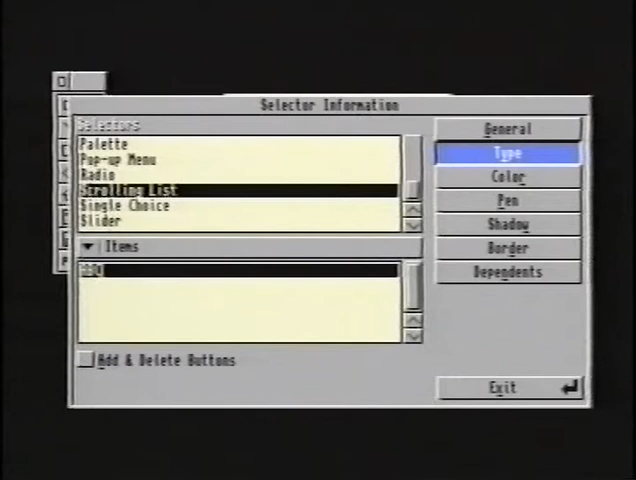 Selector Information
Selectors
Palette
Pop-up Menu
Radio
Scrolling List
Single Choice
Slider
Items
Add & Delete Buttons
General
Type
Color
Pen
Shadow
Border
Dependents
Exit